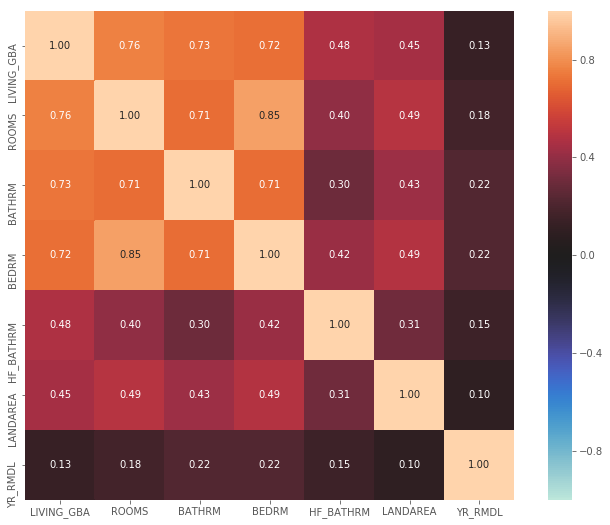 LIVING_GBA 1.00 0.76 0.73 0.72 0.48 0.45 0.13
ROOMS 0.76 1.00 0.71 0.85 0.40 0.49 0.18
BATHRM 0.73 0.71 1.00 0.71 0.30 0.43 0.22
BEDRM 0.72 0.85 0.71 1.00 0.42 0.49 0.22
HF_BATHRM 0.48 0.40 0.30 0.42 1.00 0.31 0.15
LANDAREA 0.45 0.49 0.43 0.49 0.31 1.00 0.10
YR_RMDL 0.13 0.18 0.22 0.22 0.15 0.10 1.00
LIVING_GBA ROOMS BATHRM BEDRM HF_BATHRM LANDAREA YR_RMDL
0.8
0.4
0.0
−0.4
−0.8